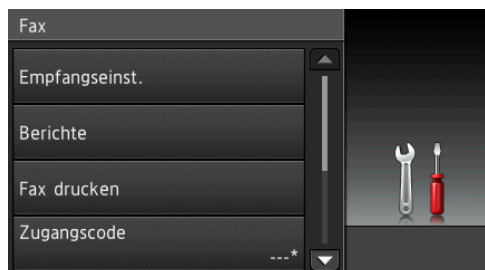 Fax
Empfangseinst.
Berichte
Fax drucken
Zugangscode
---*